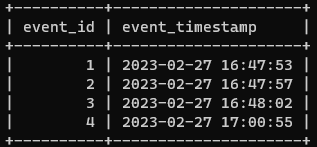 +----------+---------------------+
| event_id | event_timestamp     |
+----------+---------------------+
|        1 | 2023-02-27 16:47:53 |
|        2 | 2023-02-27 16:47:57 |
|        3 | 2023-02-27 16:48:02 |
|        4 | 2023-02-27 17:00:55 |
+----------+---------------------+